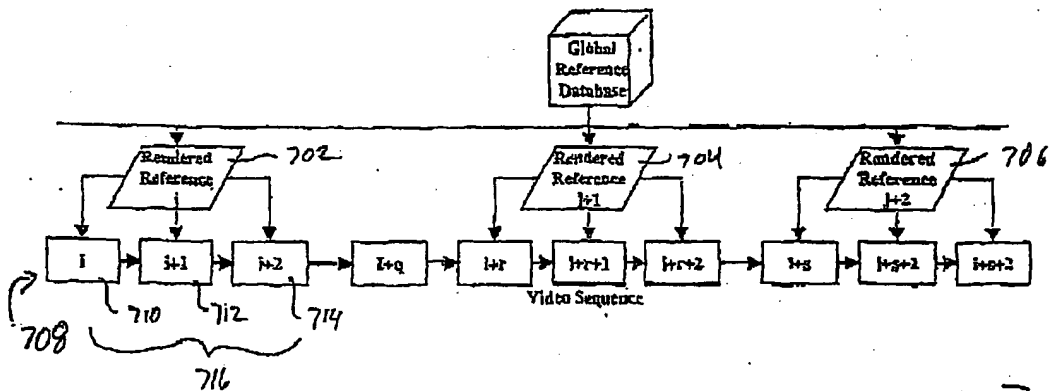 Global
Reference
Database
Rendered
Reference
702
Rendered
Reference
j+1
704
Rendered
Reference
j+2
706
i
i+1
i+2
i+q
i+r
i+r+1
i+r+2
i+s
i+s+1
i+s+2
Video Sequence
708
710
712
714
716